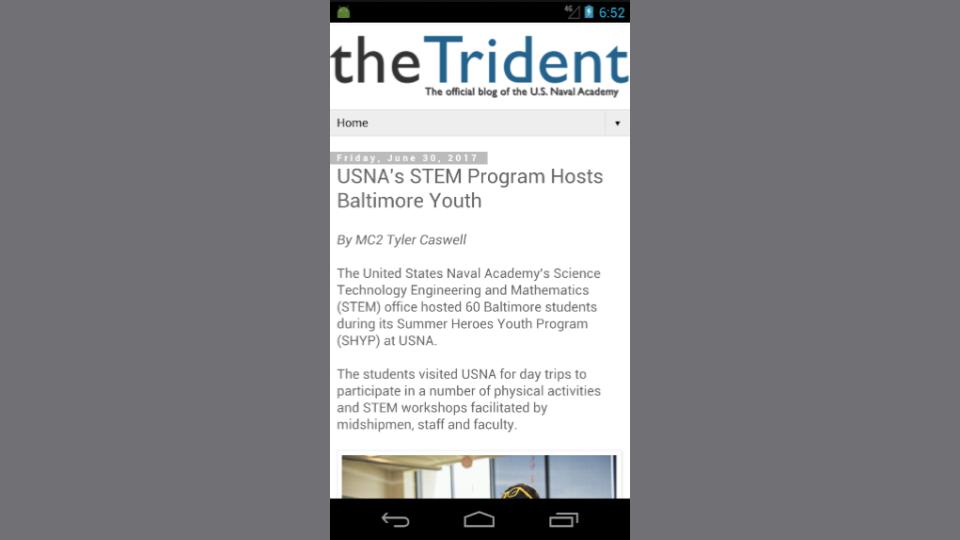 4G 6:52
the Trident
The official blog of the U.S. Naval Academy
Home
Friday, June 30, 2017
USNA's STEM Program Hosts
Baltimore Youth
By MC2 Tyler Caswell
The United States Naval Academy's Science
Technology Engineering and Mathematics
(STEM) office hosted 60 Baltimore students
during its Summer Heroes Youth Program
(SHYP) at USNA.
The students visited USNA for day trips to
participate in a number of physical activities
and STEM workshops facilitated by
midshipmen, staff and faculty.